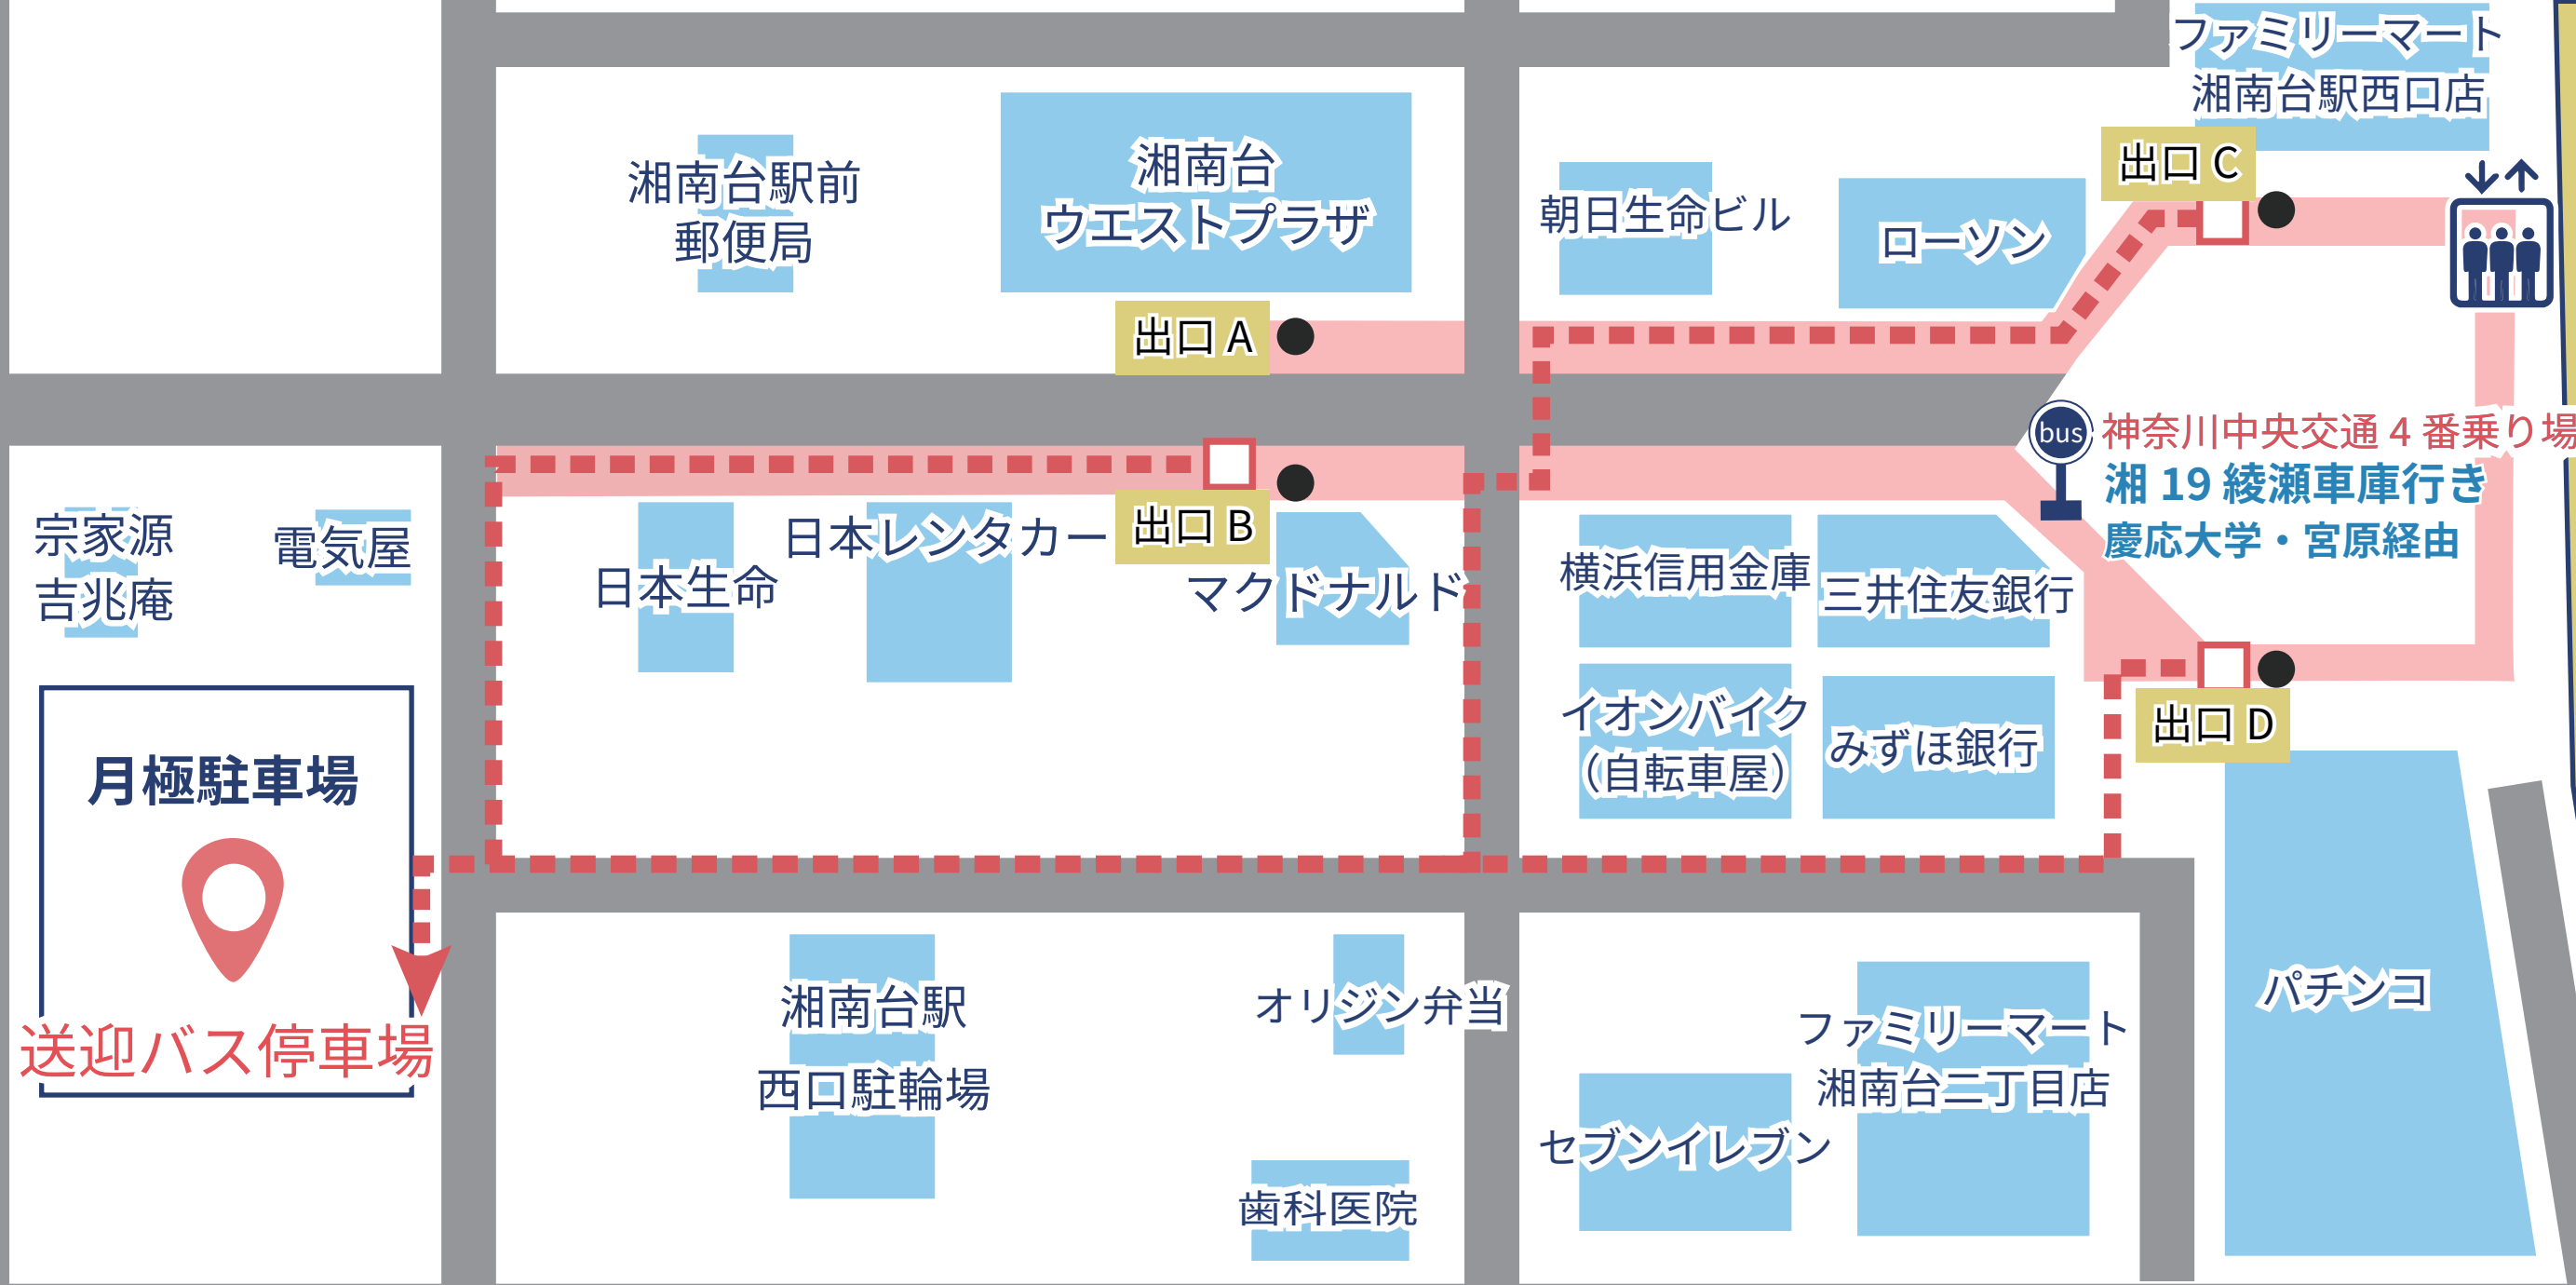 ファミリーマート
湘南台駅西口店
出口 C
湘南台駅前
郵便局
湘南台
ウエストプラザ
朝日生命ビル
ローソン
出口 A
bus
神奈川中央交通 4 番乗り場
湘 19 綾瀬車庫行き
慶応大学・宮原経由
宗家源
吉兆庵
電気屋
日本生命
日本レンタカー
出口 B
マクドナルド
横浜信用金庫
三井住友銀行
イオンバイク
（自転車屋）
みずほ銀行
出口 D
月極駐車場
送迎バス停車場
湘南台駅
西口駐輪場
オリジン弁当
歯科医院
ファミリーマート
湘南台二丁目店
セブンイレブン
パチンコ